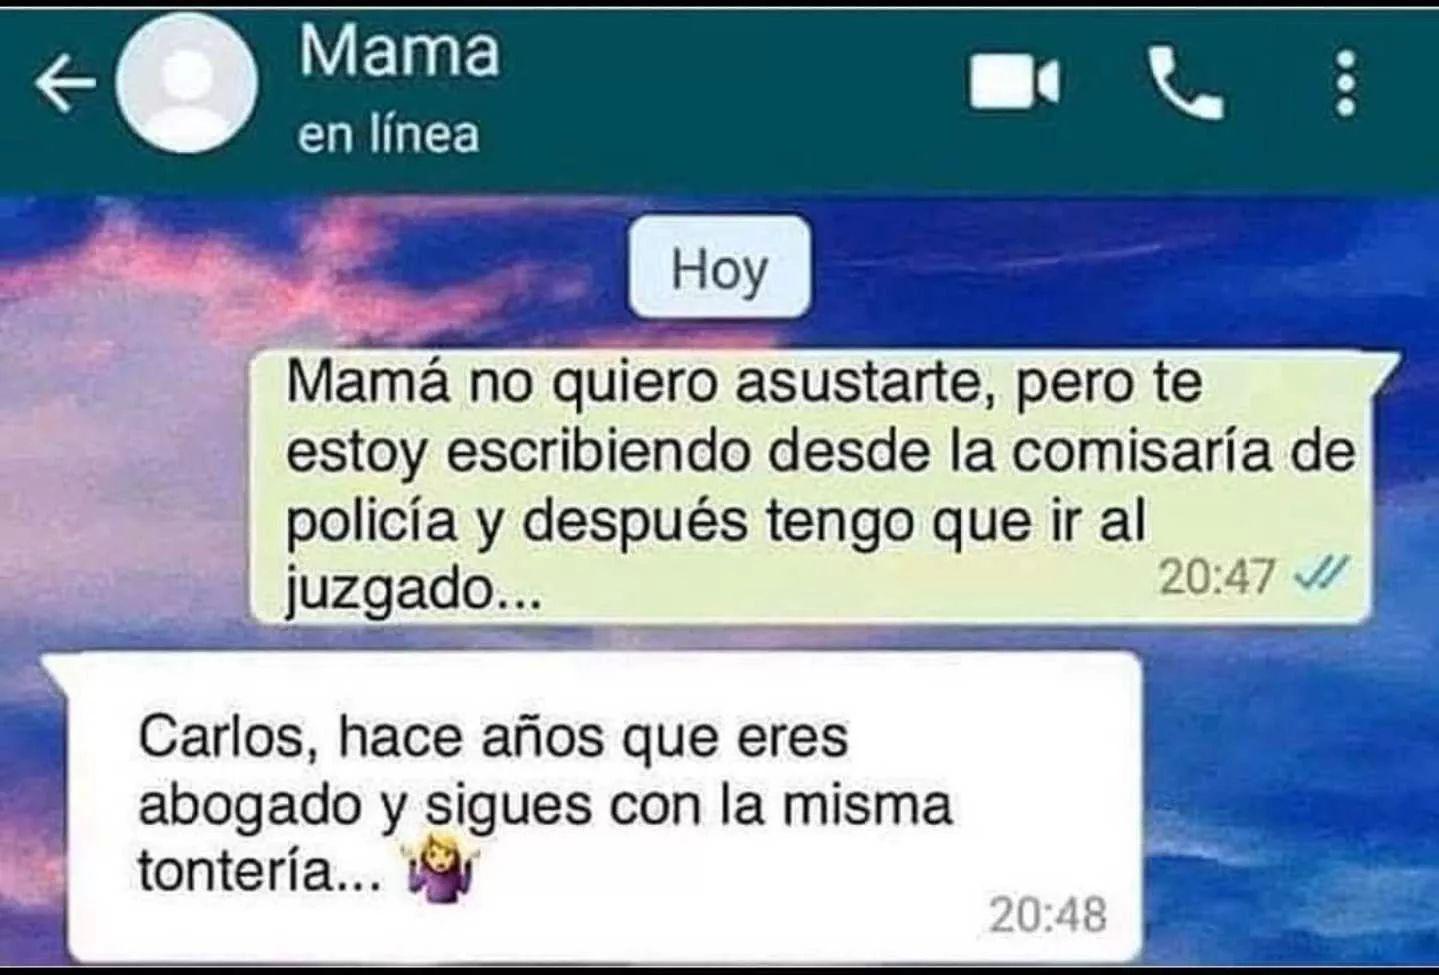 Mama
en línea
Hoy
Mamá no quiero asustarte, pero te
estoy escribiendo desde la comisaría de
policía y después tengo que ir al
juzgado...
20:47
Carlos, hace años que eres
abogado y sigues con la misma
tontería... 🤷‍♀️
20:48